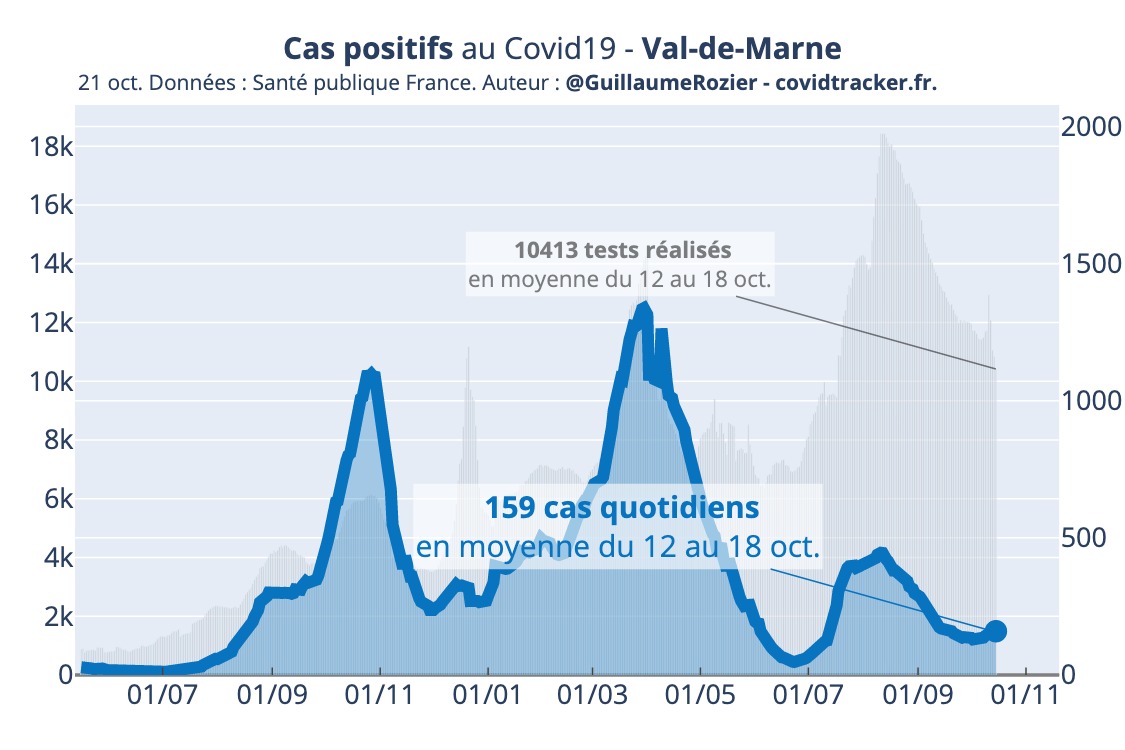 Cas positifs au Covid19 - Val-de-Marne
21 oct. Données : Santé publique France. Auteur : @GuillaumeRozier - covidtracker.fr.
2000
18k
16k
10413 tests réalisés
en moyenne du 12 au 18 oct.
14k
1500
12k
10k
1000
8k
6k
159 cas quotidiens
en moyenne du 12 au 18 oct.
500
4k
2k
0
0
01/07 01/09 01/11 01/01 01/03 01/05 01/07 01/09 01/11